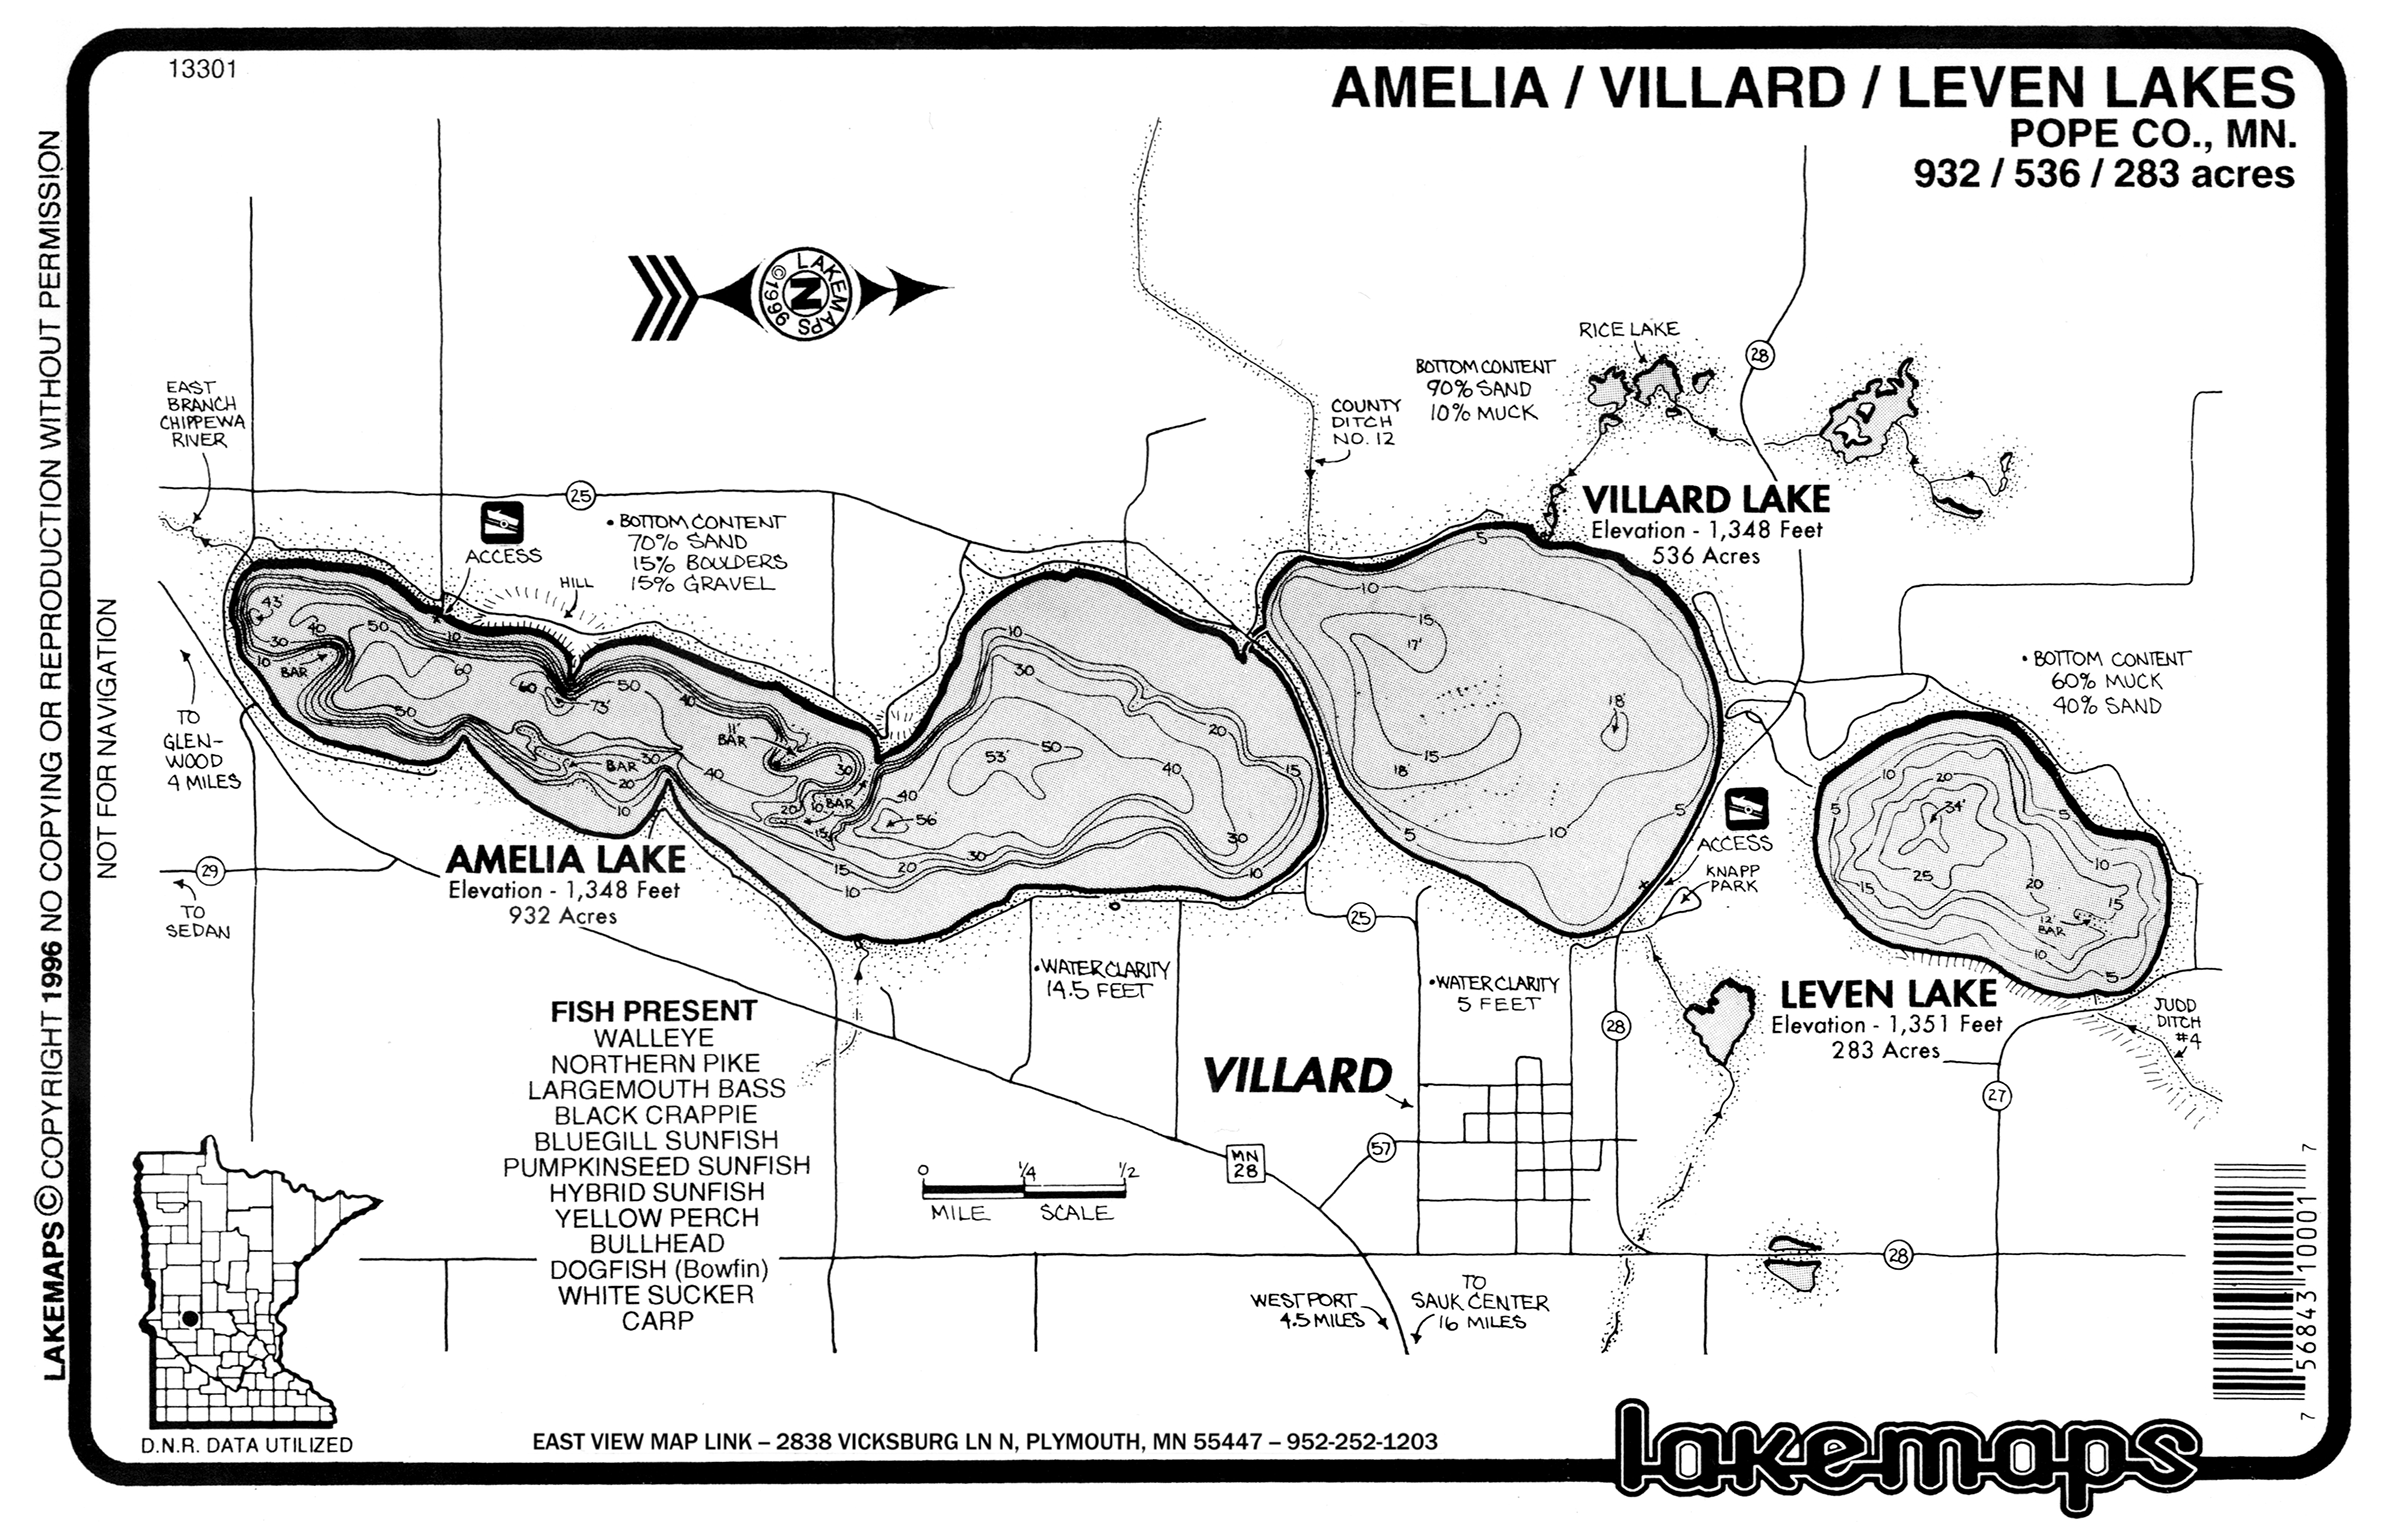 13301
AMELIA / VILLARD / LEVEN LAKES
POPE CO., MN.
932 / 536 / 283 acres
LAKEMAPS © COPYRIGHT 1996 NO COPYING OR REPRODUCTION WITHOUT PERMISSION
NOT FOR NAVIGATION
LAKEMAPS
©1996
N
RICE LAKE
28
BOTTOM CONTENT
90% SAND
10% MUCK
EAST
BRANCH
CHIPPEWA
RIVER
COUNTY
DITCH
NO. 12
25
ACCESS
• BOTTOM CONTENT
70% SAND
15% BOULDERS
15% GRAVEL
HILL
VILLARD LAKE
Elevation - 1,348 Feet
536 Acres
5
10
15
17'
18'
15
18'
5
10
5
43'
40
50
10
30
10
BAR
60
50
60
73'
50
40
11'
BAR
BAR
30
20
10
40
30
20
10
BAR
15
40
56
15
10
20
30
10
30
53'
50
40
20
15
30
10
• BOTTOM CONTENT
60% MUCK
40% SAND
TO
GLEN-
WOOD
4 MILES
29
TO
SEDAN
AMELIA LAKE
Elevation - 1,348 Feet
932 Acres
ACCESS
KNAPP
PARK
10
20
5
34'
5
10
25
15
20
15
12'
BAR
10
5
25
• WATER CLARITY
14.5 FEET
• WATER CLARITY
5 FEET
LEVEN LAKE
Elevation - 1,351 Feet
283 Acres
JUDD
DITCH
#4
28
27
VILLARD
FISH PRESENT
WALLEYE
NORTHERN PIKE
LARGEMOUTH BASS
BLACK CRAPPIE
BLUEGILL SUNFISH
PUMPKINSEED SUNFISH
HYBRID SUNFISH
YELLOW PERCH
BULLHEAD
DOGFISH (Bowfin)
WHITE SUCKER
CARP
0 1/4 1/2
MILE SCALE
MN
28
57
28
WESTPORT
4.5 MILES
TO
SAUK CENTER
16 MILES
D.N.R. DATA UTILIZED
EAST VIEW MAP LINK – 2838 VICKSBURG LN N, PLYMOUTH, MN 55447 – 952-252-1203
7 56843 10001 7
lakemaps